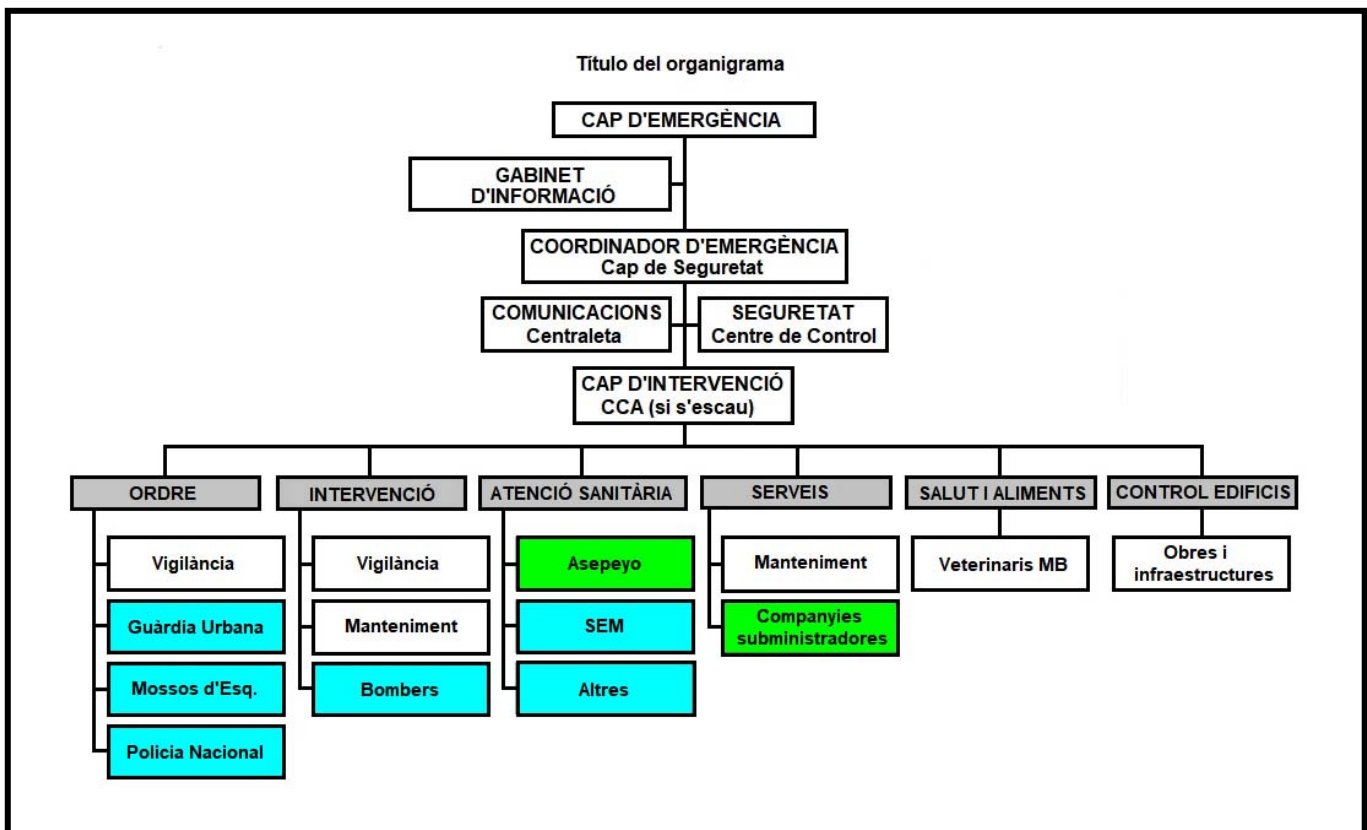 Título del organigrama
CAP D'EMERGÈNCIA
GABINET
D'INFORMACIÓ
COORDINADOR D'EMERGÈNCIA
Cap de Seguretat
COMUNICACIONS
Centraleta
SEGURETAT
Centre de Control
CAP D'INTERVENCIÓ
CCA (si s'escau)
ORDRE
Vigilància
Guàrdia Urbana
Mossos d'Esq.
Policia Nacional
INTERVENCIÓ
Vigilància
Manteniment
Bombers
ATENCIÓ SANITÀRIA
Asepeyo
SEM
Altres
SERVEIS
Manteniment
Companyies
subministradores
SALUT I ALIMENTS
Veterinaris MB
CONTROL EDIFICIS
Obres i
infraestructures